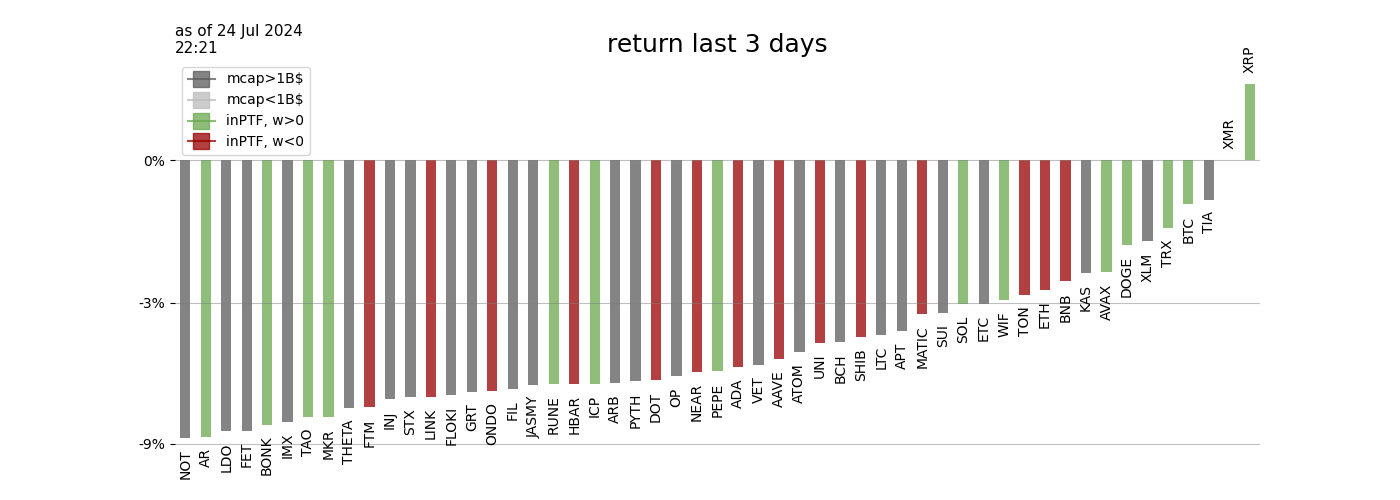 as of 24 Jul 2024
22:21
return last 3 days
mcap>1B$
mcap<1B$
inPTF, w>0
inPTF, w<0
0%
-3%
-9%
NOT
AR
LDO
FET
BONK
IMX
TAO
MKR
THETA
FTM
INJ
STX
LINK
FLOKI
GRT
ONDO
FIL
JASMY
RUNE
HBAR
ICP
ARB
PYTH
DOT
OP
NEAR
PEPE
ADA
VET
AAVE
ATOM
UNI
BCH
SHIB
LTC
APT
MATIC
SUI
SOL
ETC
WIF
TON
ETH
BNB
KAS
AVAX
DOGE
XLM
TRX
BTC
TIA
XMR
XRP